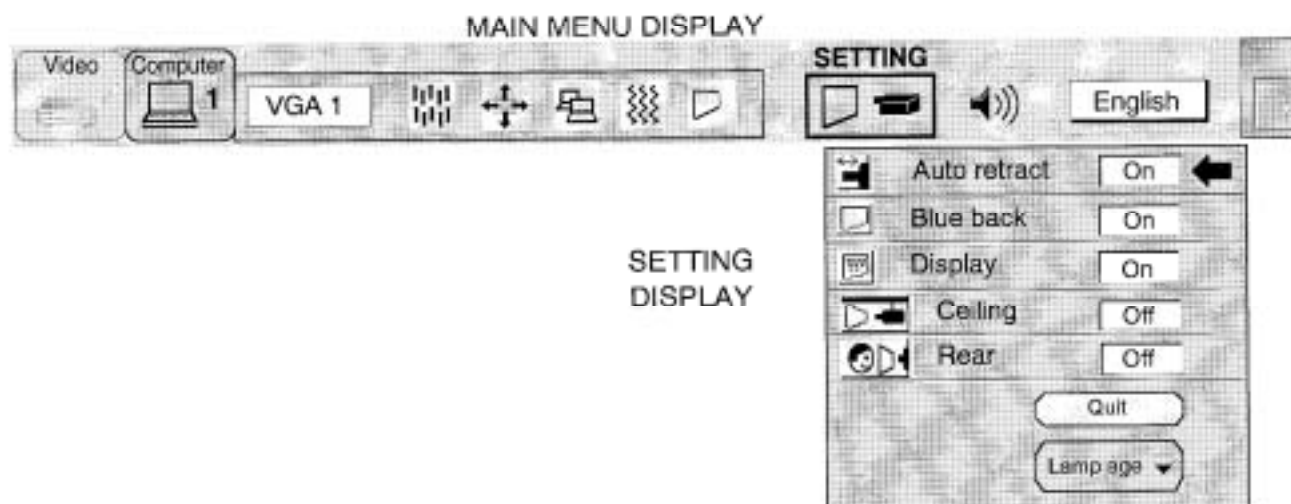 MAIN MENU DISPLAY
Video
Computer
1
VGA 1
SETTING
English
Auto retract On
Blue back On
Display On
Ceiling Off
Rear Off
SETTING
DISPLAY
Quit
Lamp age